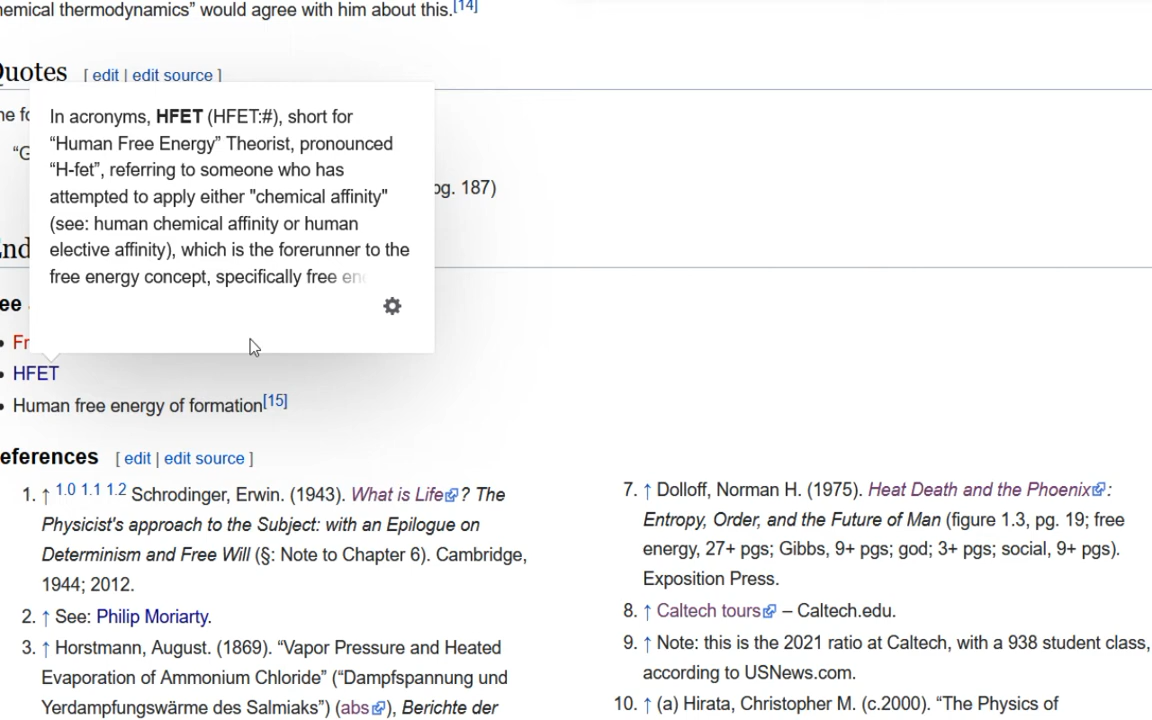 hemical thermodynamics” would agree with him about this.[14]
Quotes [ edit | edit source ]
In acronyms, HFET (HFET:#), short for
“Human Free Energy” Theorist, pronounced
“H-fet”, referring to someone who has
attempted to apply either "chemical affinity"
(see: human chemical affinity or human
elective affinity), which is the forerunner to the
free energy concept, specifically free en
“G
pg. 187)
End
ee
• Fr
• HFET
• Human free energy of formation[15]
eferences [ edit | edit source ]
1. ↑ 1.0 1.1 1.2 Schrodinger, Erwin. (1943). What is Life? The
Physicist's approach to the Subject: with an Epilogue on
Determinism and Free Will (§: Note to Chapter 6). Cambridge,
1944; 2012.
2. ↑ See: Philip Moriarty.
3. ↑ Horstmann, August. (1869). “Vapor Pressure and Heated
Evaporation of Ammonium Chloride” (“Dampfspannung und
Verdampfungswärme des Salmiaks”) (abs), Berichte der
7. ↑ Dolloff, Norman H. (1975). Heat Death and the Phoenix:
Entropy, Order, and the Future of Man (figure 1.3, pg. 19; free
energy, 27+ pgs; Gibbs, 9+ pgs; god; 3+ pgs; social, 9+ pgs).
Exposition Press.
8. ↑ Caltech tours – Caltech.edu.
9. ↑ Note: this is the 2021 ratio at Caltech, with a 938 student class,
according to USNews.com.
10. ↑ (a) Hirata, Christopher M. (c.2000). “The Physics of